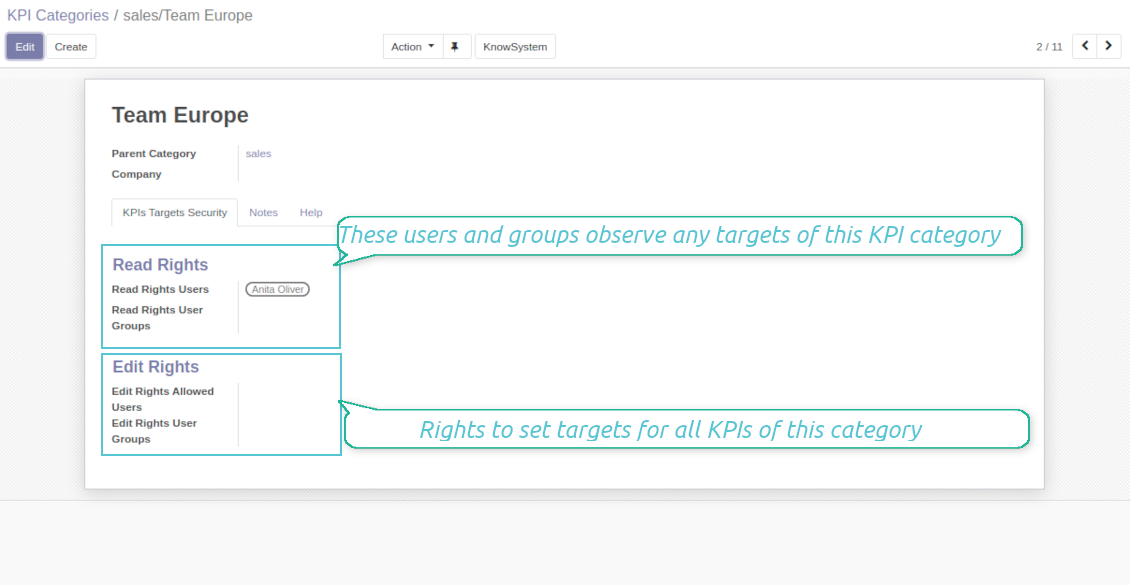 KPI Categories / sales/Team Europe
Edit Create Action KnowSystem 2 / 11
Team Europe
Parent Category sales
Company
KPIs Targets Security Notes Help
These users and groups observe any targets of this KPI category
Read Rights
Read Rights Users Anita Oliver
Read Rights User
Groups
Edit Rights
Edit Rights Allowed
Users
Edit Rights User
Groups
Rights to set targets for all KPIs of this category